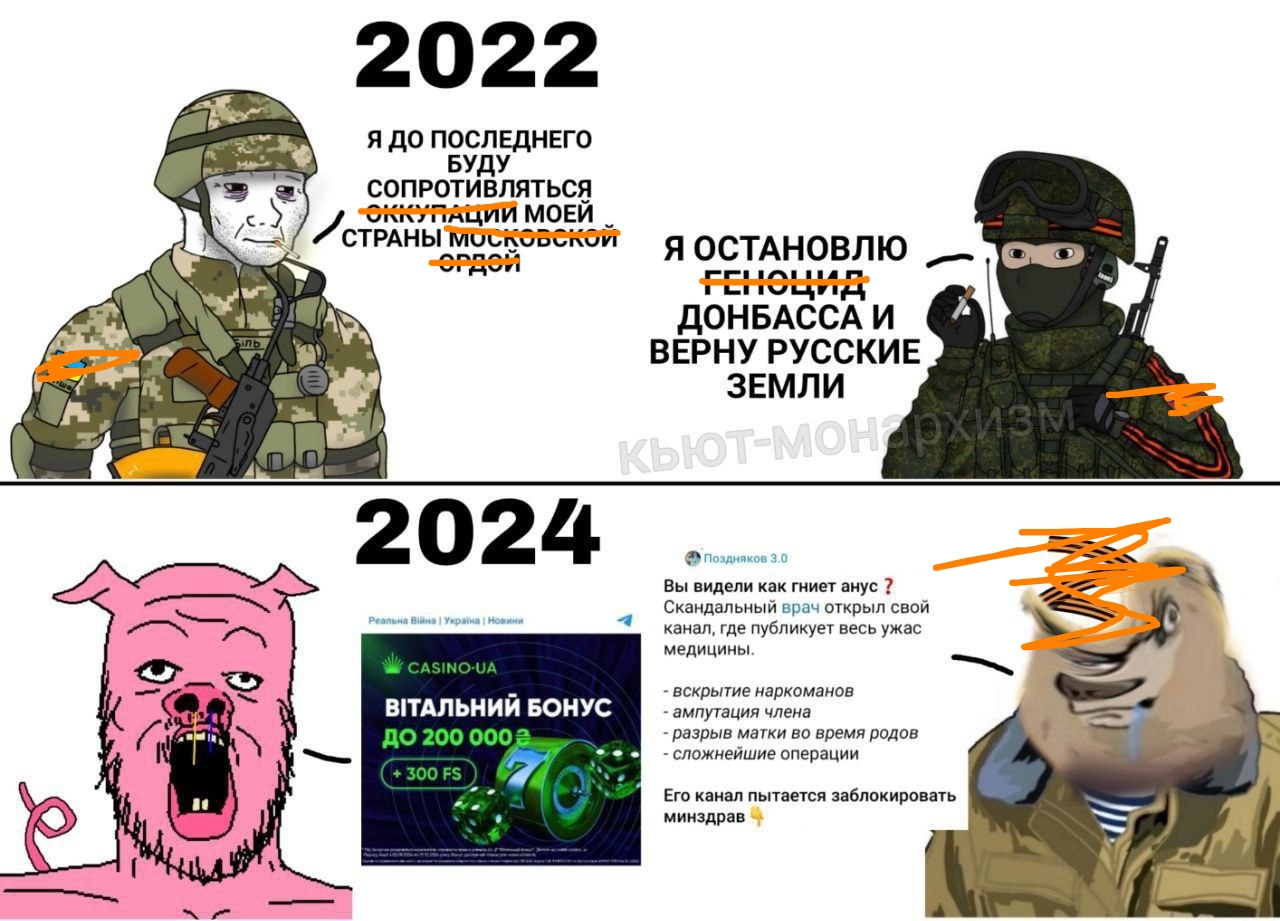 2022
Я ДО ПОСЛЕДНЕГО
БУДУ
СОПРОТИВЛЯТЬСЯ
ОККУПАЦИИ МОЕЙ
СТРАНЫ МОСКОВСКОЙ
ОРДОЙ
Я ОСТАНОВЛЮ
ГЕНОЦИД
ДОНБАССА И
ВЕРНУ РУССКИЕ
ЗЕМЛИ
кьют-монархизм
2024
Реальна Війна | Україна | Новини
CASINO-UA
ВІТАЛЬНИЙ БОНУС
ДО 200 000₴
+ 300 FS
7
Поздняков 3.0
Вы видели как гниет анус❓
Скандальный врач открыл свой
канал, где публикует весь ужас
медицины.
- вскрытие наркоманов
- ампутация члена
- разрыв матки во время родов
- сложнейшие операции
Его канал пытается заблокировать
минздрав👇